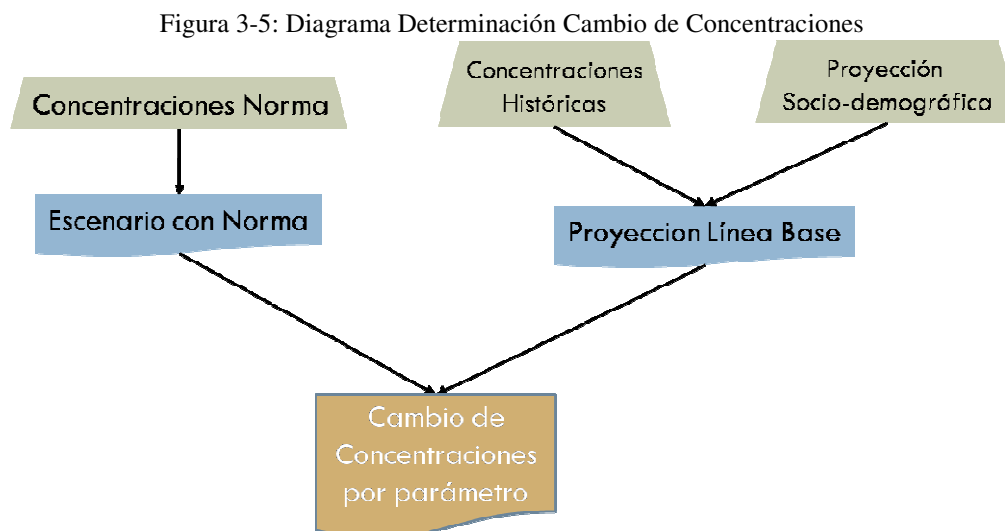 Figura 3-5: Diagrama Determinación Cambio de Concentraciones
Concentraciones Norma
Concentraciones
Históricas
Proyección
Socio-demográfica
Escenario con Norma
Proyeccion Línea Base
Cambio de
Concentraciones
por parámetro